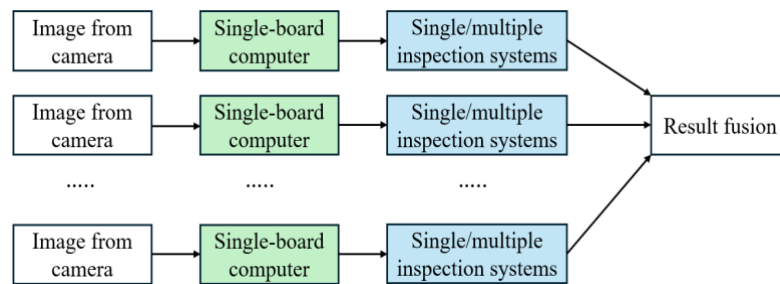 Image from
camera
Single-board
computer
Single/multiple
inspection systems
Image from
camera
Single-board
computer
Single/multiple
inspection systems
Result fusion
.....
.....
.....
Image from
camera
Single-board
computer
Single/multiple
inspection systems